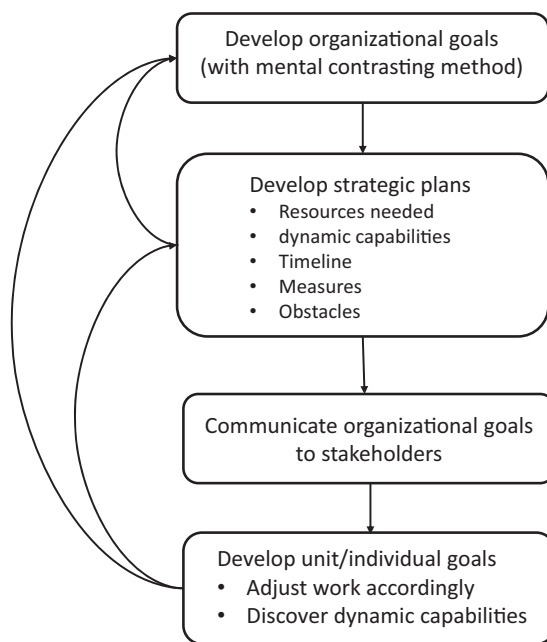 Develop organizational goals
(with mental contrasting method)
Develop strategic plans
• Resources needed
• dynamic capabilities
• Timeline
• Measures
• Obstacles
Communicate organizational goals
to stakeholders
Develop unit/individual goals
• Adjust work accordingly
• Discover dynamic capabilities